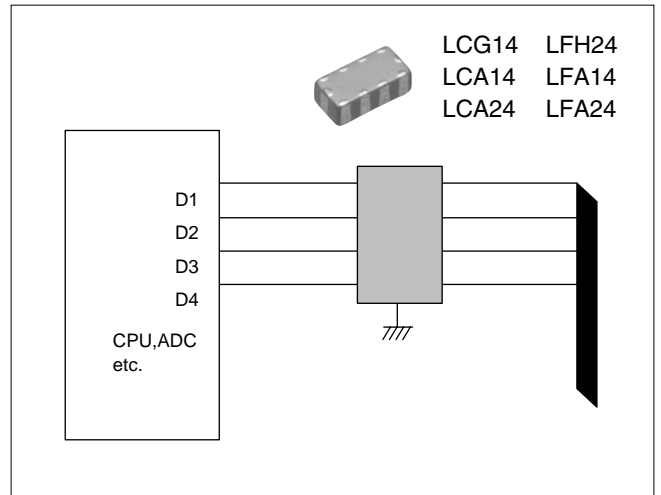 LCG14 LFH24
LCA14 LFA14
LCA24 LFA24
D1
D2
D3
D4
CPU,ADC
etc.